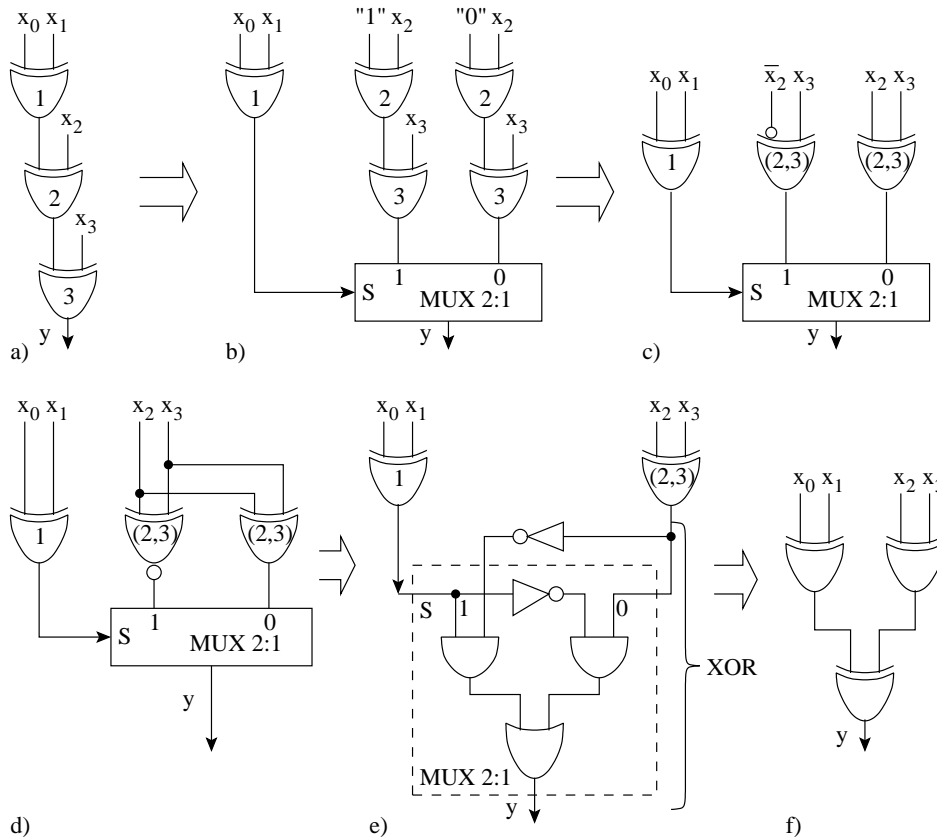 x₀ x₁
1
x₂
2
x₃
3
y
a)
x₀ x₁
"1" x₂
"0" x₂
1
2
2
x₃
x₃
3
3
1
0
S
MUX 2:1
y
b)
x₀ x₁
x̄₂ x₃
x₂ x₃
1
(2,3)
(2,3)
1
0
S
MUX 2:1
y
c)
x₀ x₁
x₂ x₃
1
(2,3)
(2,3)
1
0
S
MUX 2:1
y
d)
x₀ x₁
x₂ x₃
1
(2,3)
S
1
0
XOR
MUX 2:1
y
e)
x₀ x₁
x₂ x₃
y
f)